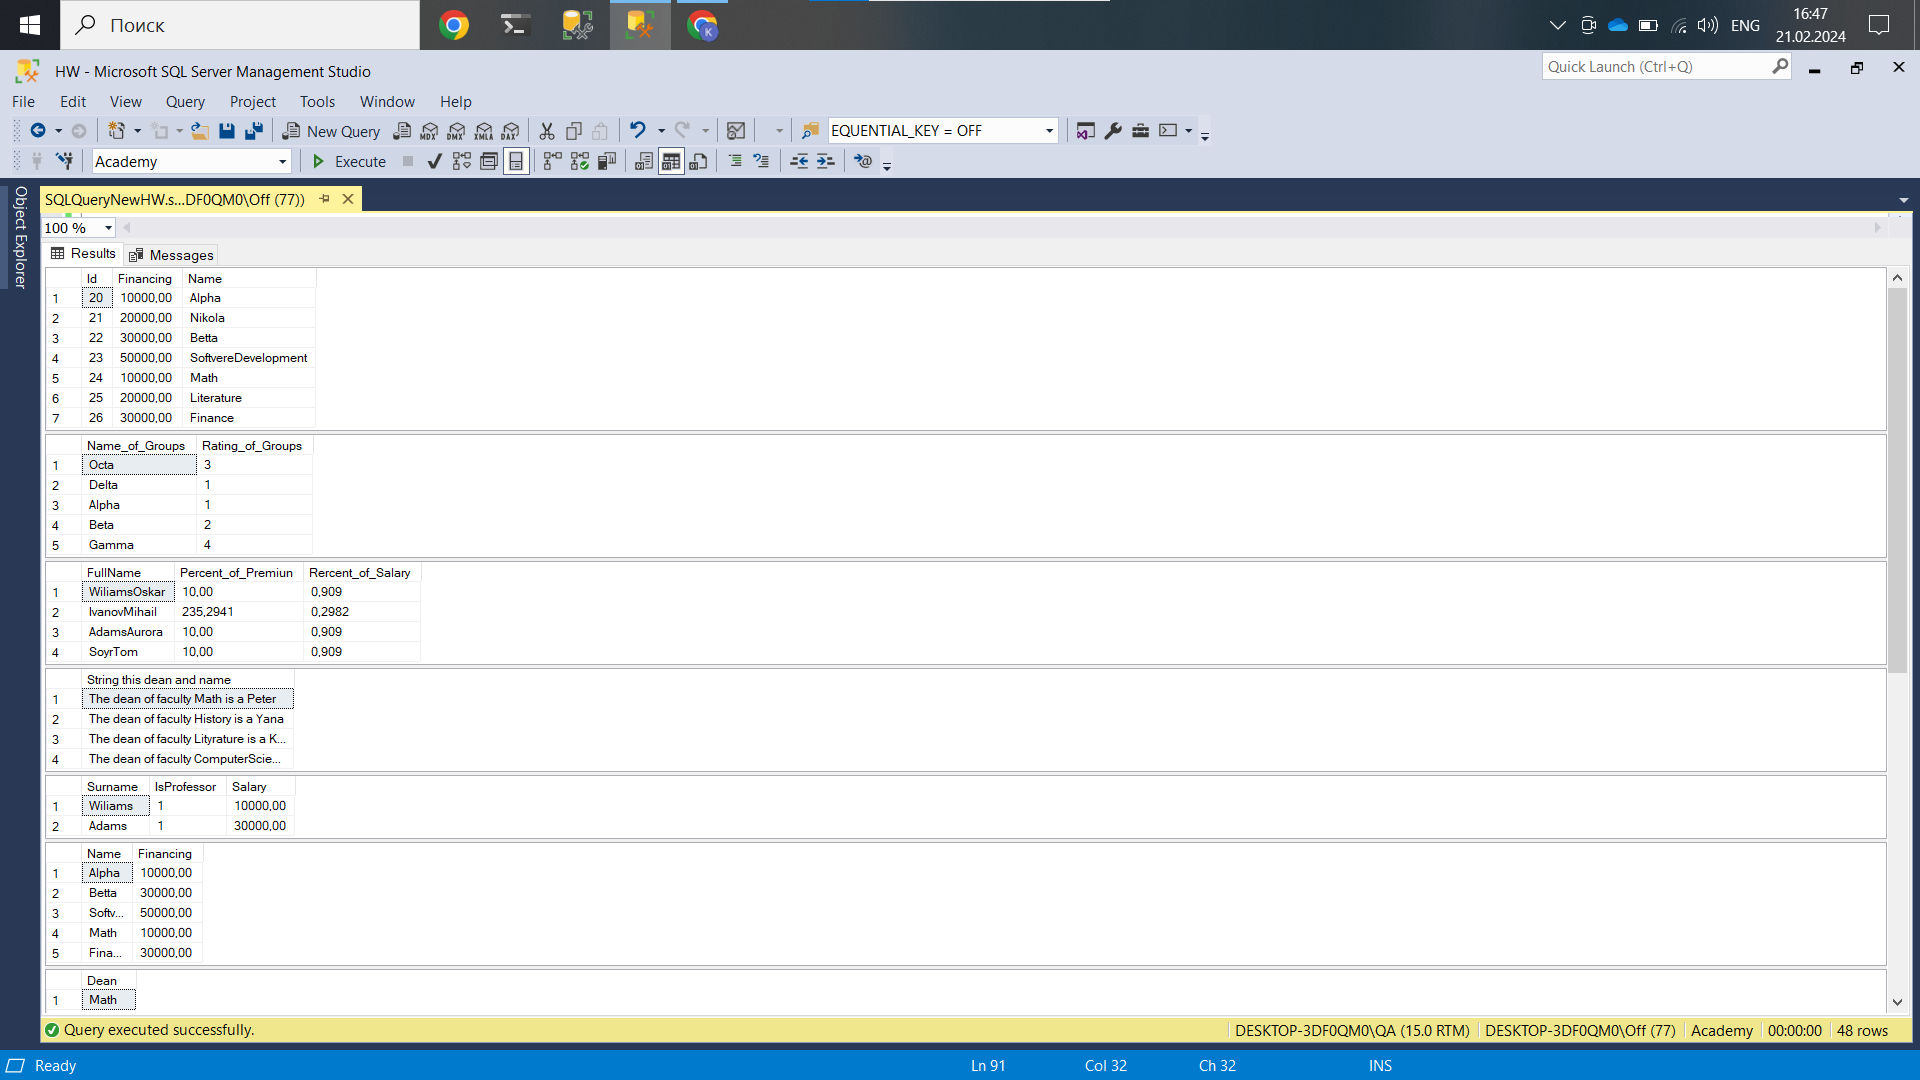 Поиск
ENG
16:47
21.02.2024
HW - Microsoft SQL Server Management Studio
Quick Launch (Ctrl+Q)
File Edit View Query Project Tools Window Help
New Query MDX DMX XMLA DAX EQUENTIAL_KEY = OFF
Academy Execute
Object Explorer
SQLQueryNewHW.s...DF0QM0\Off (77))
100 %
Results Messages
Id Financing Name
1 20 10000,00 Alpha
2 21 20000,00 Nikola
3 22 30000,00 Betta
4 23 50000,00 SoftvereDevelopment
5 24 10000,00 Math
6 25 20000,00 Literature
7 26 30000,00 Finance
Name_of_Groups Rating_of_Groups
1 Octa 3
2 Delta 1
3 Alpha 1
4 Beta 2
5 Gamma 4
FullName Percent_of_Premiun Rercent_of_Salary
1 WiliamsOskar 10,00 0,909
2 IvanovMihail 235,2941 0,2982
3 AdamsAurora 10,00 0,909
4 SoyrTom 10,00 0,909
String this dean and name
1 The dean of faculty Math is a Peter
2 The dean of faculty History is a Yana
3 The dean of faculty Lityrature is a K...
4 The dean of faculty ComputerScie...
Surname IsProfessor Salary
1 Wiliams 1 10000,00
2 Adams 1 30000,00
Name Financing
1 Alpha 10000,00
2 Betta 30000,00
3 Softv... 50000,00
4 Math 10000,00
5 Fina... 30000,00
Dean
1 Math
Query executed successfully. DESKTOP-3DF0QM0\QA (15.0 RTM) DESKTOP-3DF0QM0\Off (77) Academy 00:00:00 48 rows
Ready Ln 91 Col 32 Ch 32 INS